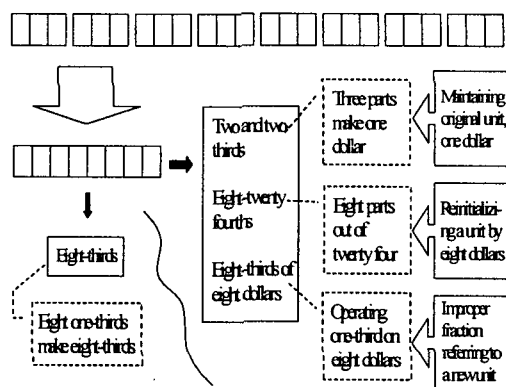 Two and two
thirds
Eight-twenty
fourths
Eight-thirds of
eight dollars
Three parts
make one
dollar
Maintaining
original unit,
one dollar
Eight parts
out of
twenty four
Reinitializ-
ing a unit by
eight dollars
Operating
one-third on
eight dollars
Improper
fraction
referring to
a new unit
Eight-thirds
Eight one-thirds
make eight-thirds